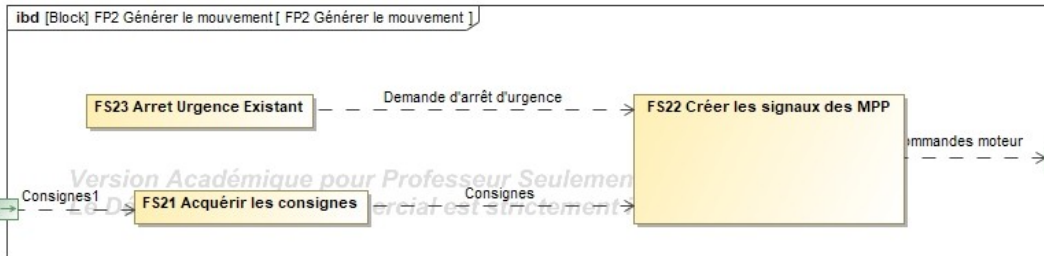 ibd [Block] FP2 Générer le mouvement [ FP2 Générer le mouvement ]
FS23 Arret Urgence Existant
Demande d'arrêt d'urgence
FS22 Créer les signaux des MPP
ommandes moteur
Version Académique pour Professeur Seulemen
Consignes1
FS21 Acquérir les consignes
Consignes
Le D ercial est strictement